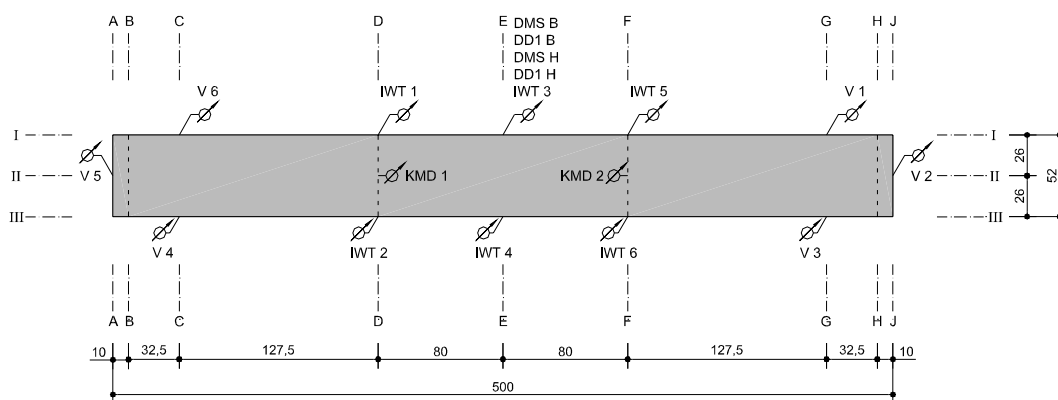 A B C D E F G H J
DMS B
DD1 B
DMS H
DD1 H
V 6 IWT 1 IWT 3 IWT 5 V 1
I I
V 5 II KMD 1 KMD 2 V 2 II
III III
26
26
52
V 4 IWT 2 IWT 4 IWT 6 V 3
A B C D E F G H J
10 32,5 127,5 80 80 127,5 32,5 10
500